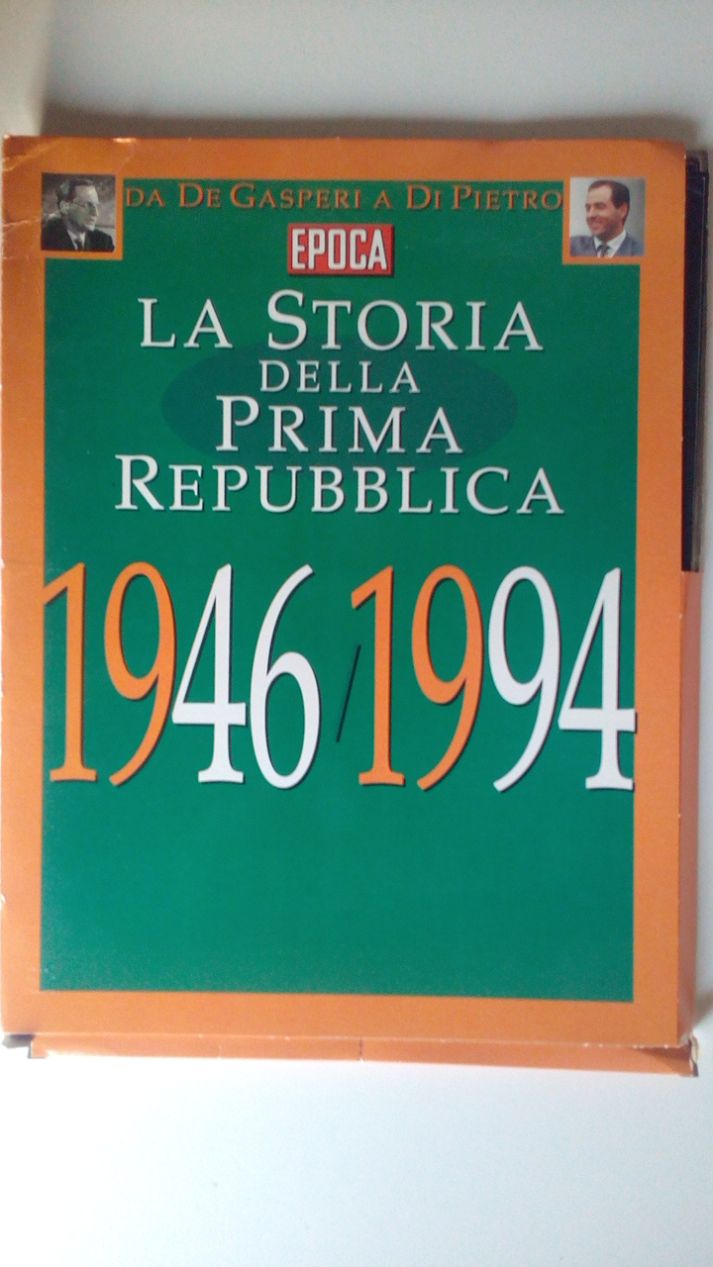 DA DE GASPERI A DI PIETRO
EPOCA
LA STORIA
DELLA
PRIMA
REPUBBLICA
1946/1994